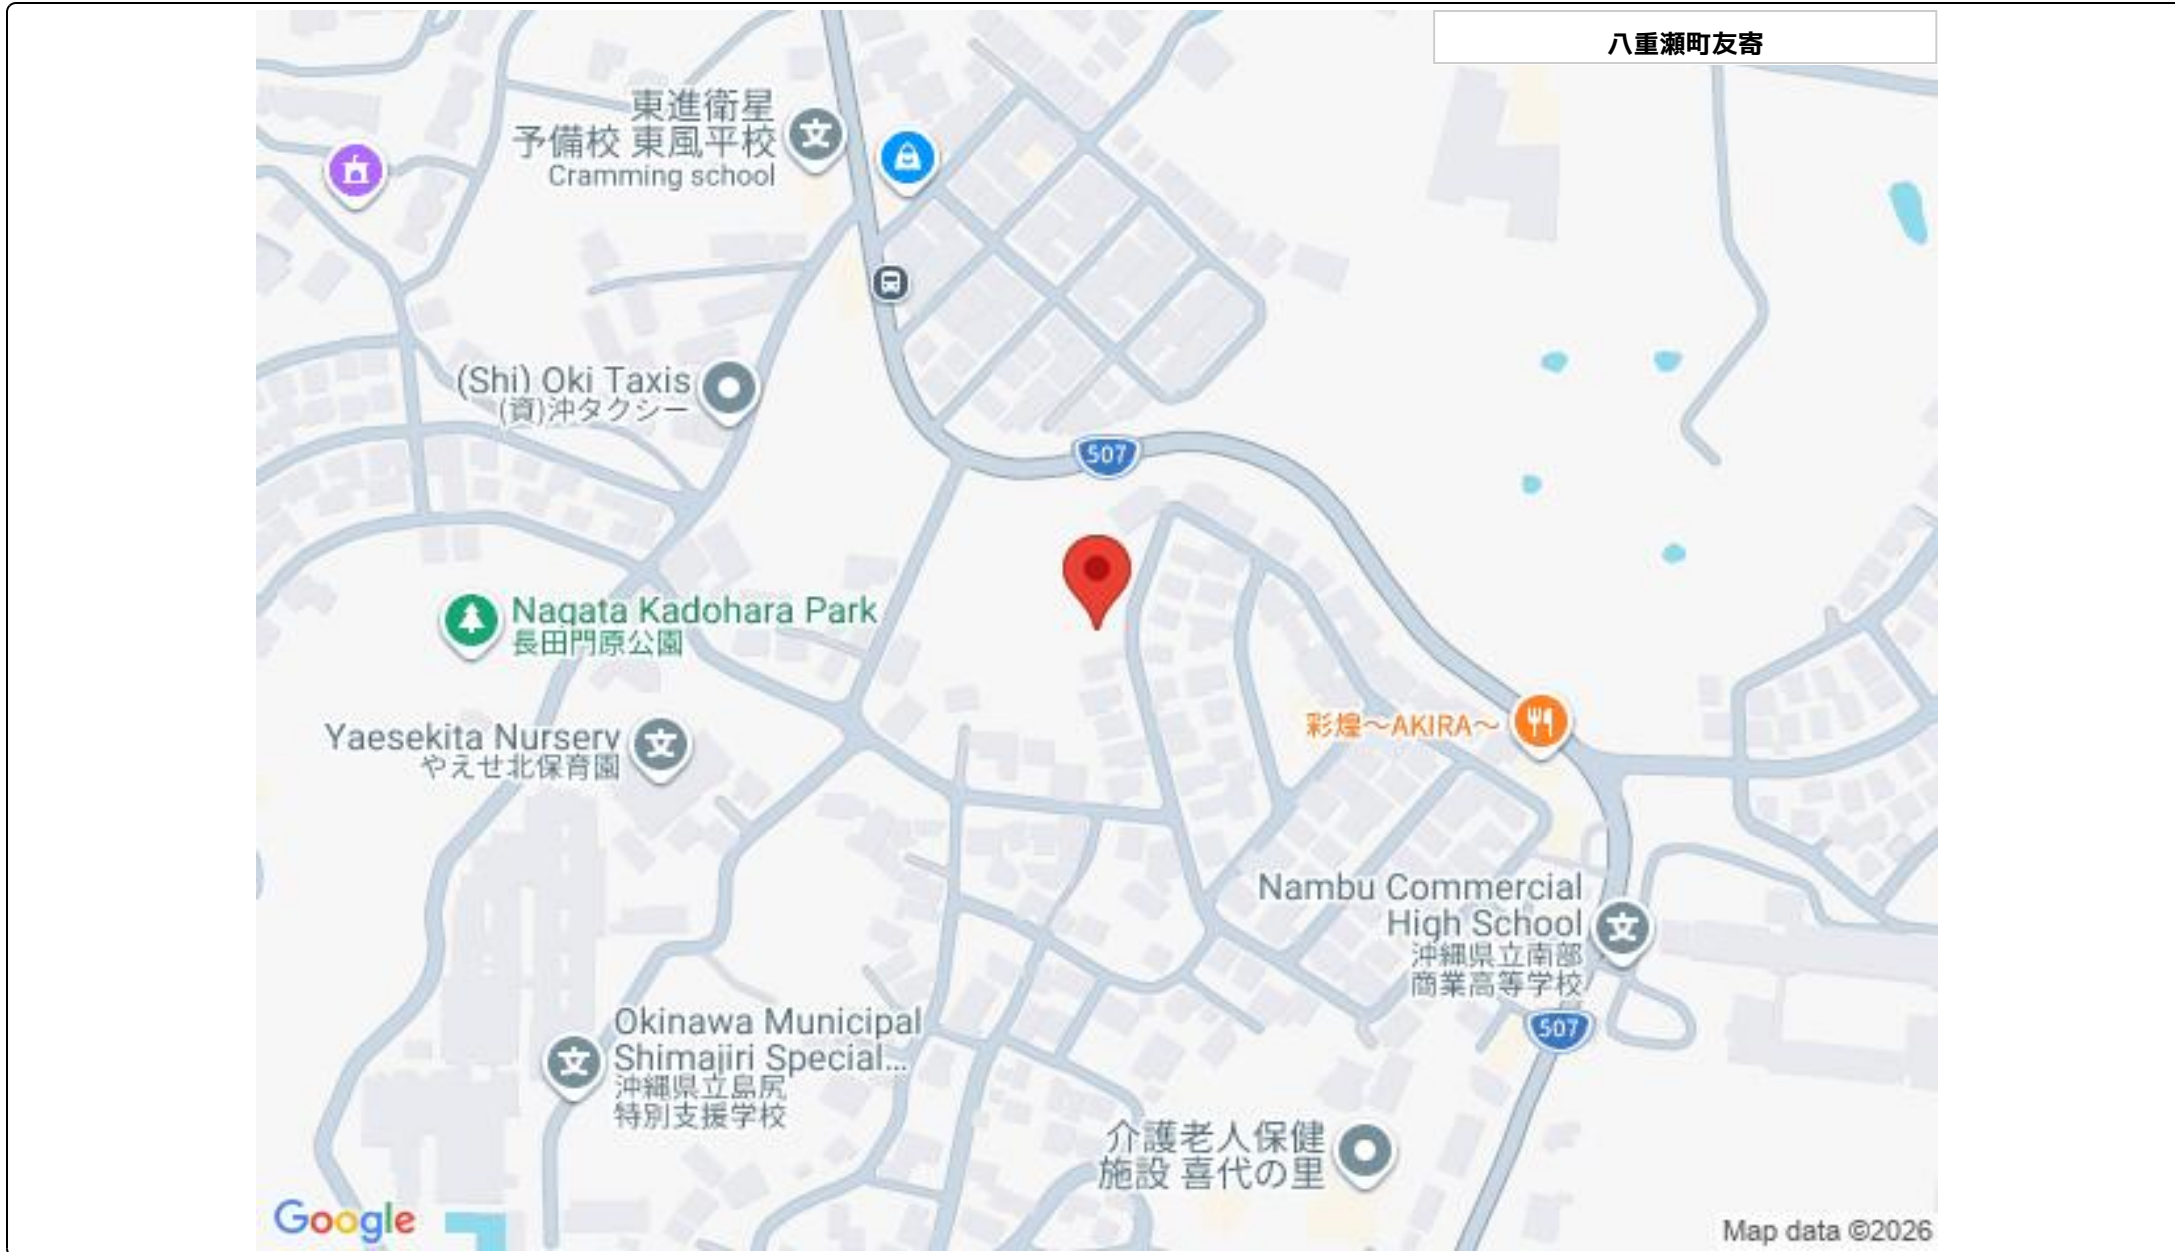 八重瀬町友寄
東進衛星
予備校 東風平校
Cramming school
(Shi) Oki Taxis
(資)沖タクシー
507
Nagata Kadohara Park
長田門原公園
Yaesekita Nursery
やえせ北保育園
彩煌～AKIRA～
Nambu Commercial
High School
沖縄県立南部
商業高等学校
507
Okinawa Municipal
Shimajiri Special...
沖縄県立島尻
特別支援学校
介護老人保健
施設 喜代の里
Google
Map data ©2026